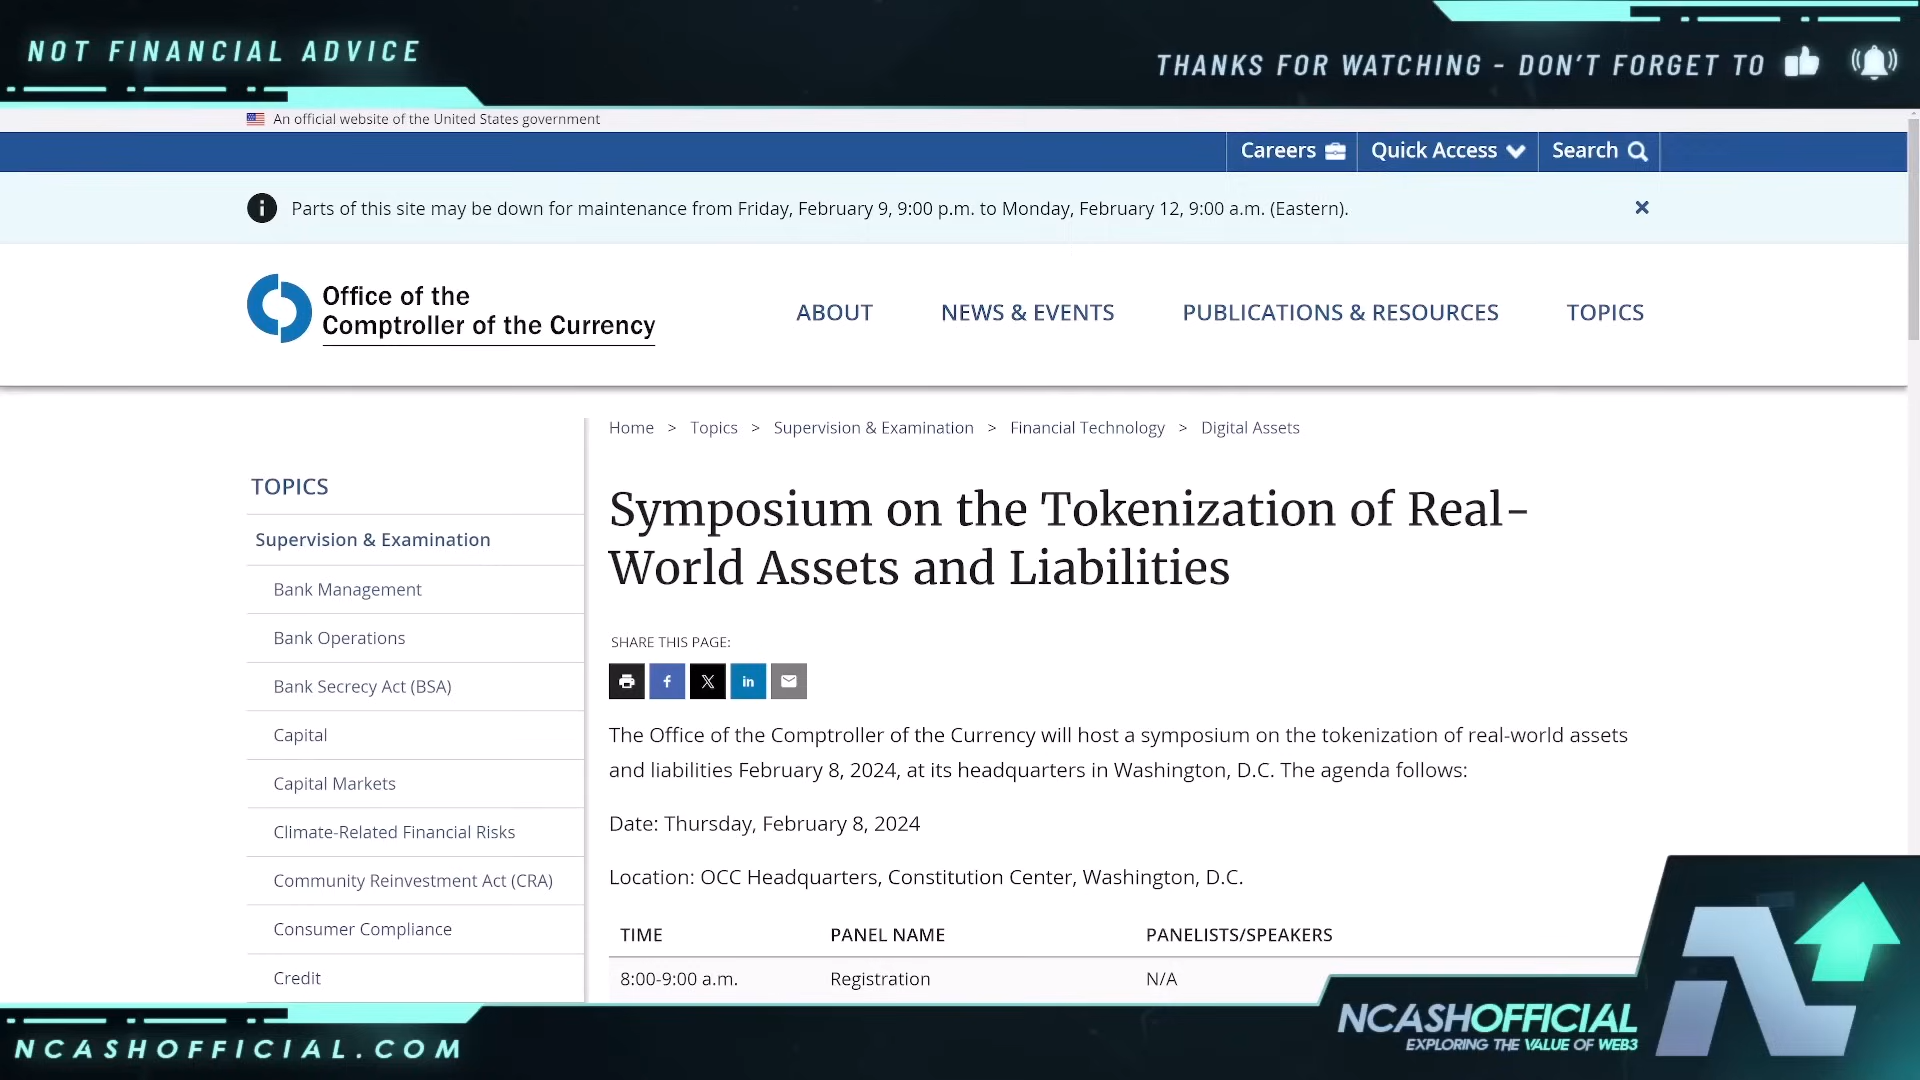 NOT FINANCIAL ADVICE
THANKS FOR WATCHING - DON'T FORGET TO
An official website of the United States government
Careers
Quick Access
Search
Parts of this site may be down for maintenance from Friday, February 9, 9:00 p.m. to Monday, February 12, 9:00 a.m. (Eastern).
Office of the
Comptroller of the Currency
ABOUT
NEWS & EVENTS
PUBLICATIONS & RESOURCES
TOPICS
Home > Topics > Supervision & Examination > Financial Technology > Digital Assets
TOPICS
Supervision & Examination
Bank Management
Bank Operations
Bank Secrecy Act (BSA)
Capital
Capital Markets
Climate-Related Financial Risks
Community Reinvestment Act (CRA)
Consumer Compliance
Credit
Symposium on the Tokenization of Real-
World Assets and Liabilities
SHARE THIS PAGE:
The Office of the Comptroller of the Currency will host a symposium on the tokenization of real-world assets
and liabilities February 8, 2024, at its headquarters in Washington, D.C. The agenda follows:
Date: Thursday, February 8, 2024
Location: OCC Headquarters, Constitution Center, Washington, D.C.
TIME PANEL NAME PANELISTS/SPEAKERS
8:00-9:00 a.m. Registration N/A
NCASHOFFICIAL
EXPLORING THE VALUE OF WEB3
NCASHOFFICIAL.COM